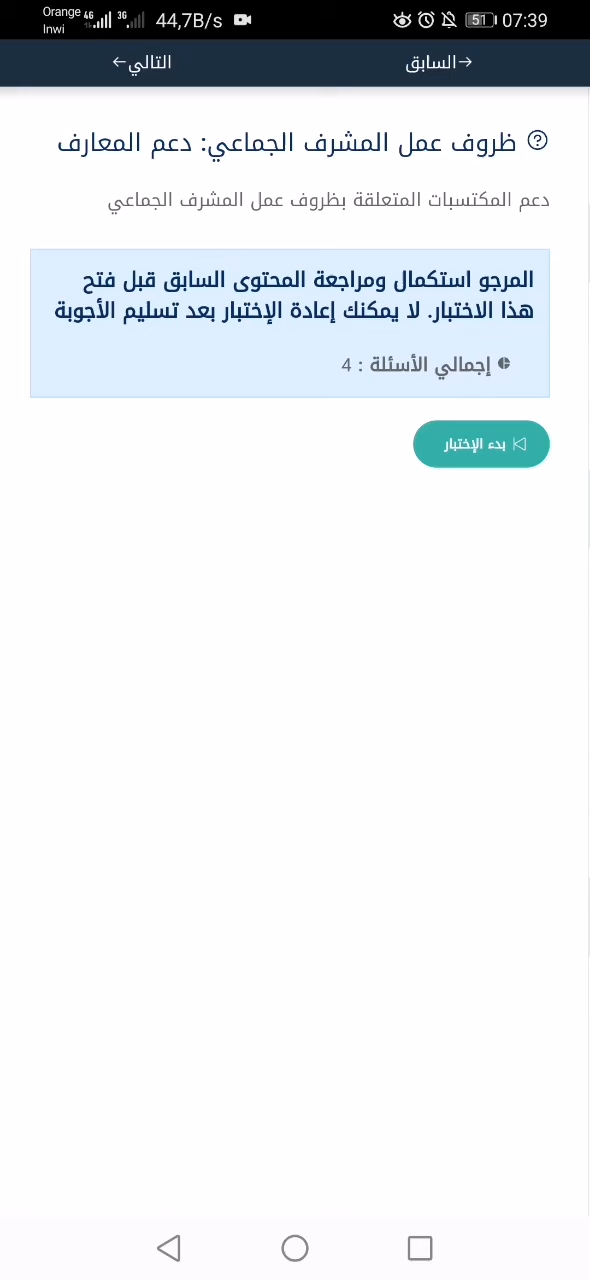 Orange 4G 3G 44,7B/s 51 07:39
Inwi
→السابق
التالي←
ظروف عمل المشرف الجماعي: دعم المعارف
دعم المكتسبات المتعلقة بظروف عمل المشرف الجماعي
المرجو استكمال ومراجعة المحتوى السابق قبل فتح
هذا الاختبار. لا يمكنك إعادة الإختبار بعد تسليم الأجوبة
إجمالي الأسئلة : 4
بدء الإختبار